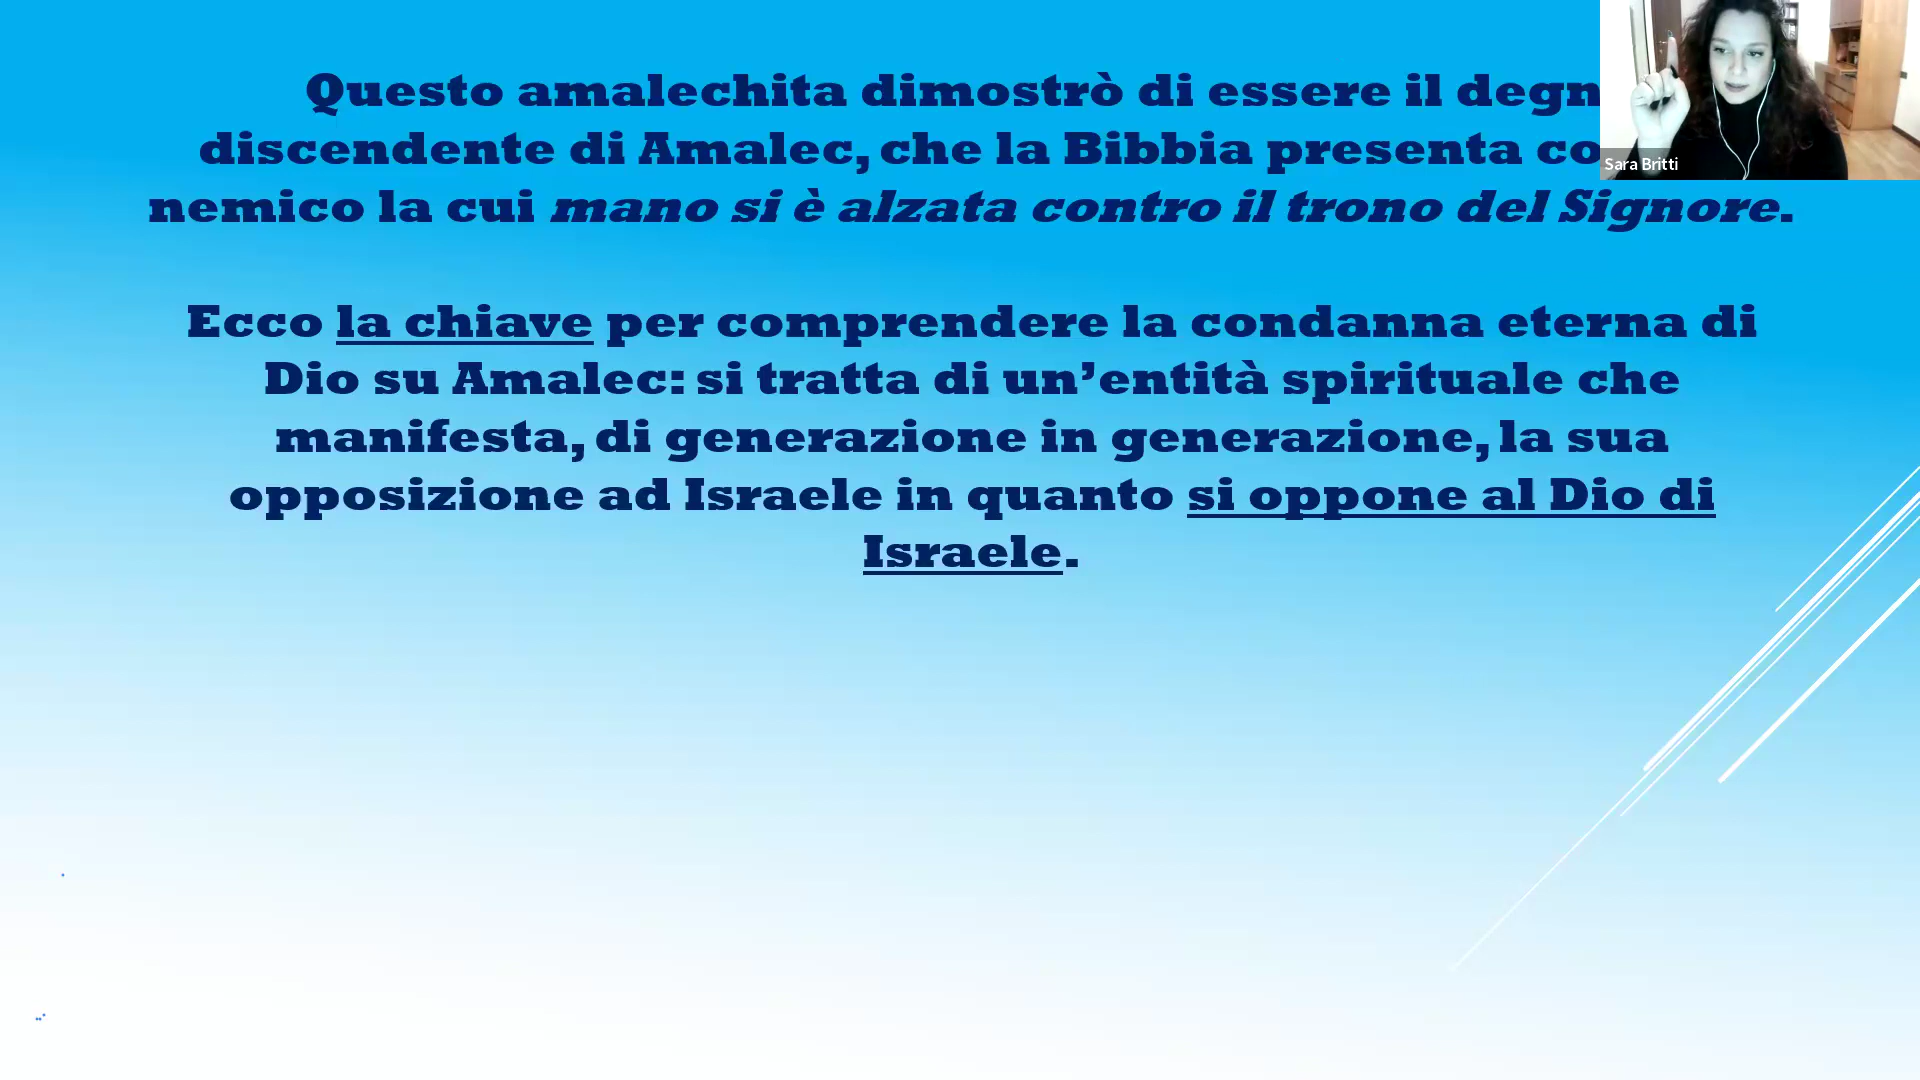 Questo amalechita dimostrò di essere il
discendente di Amalec, che la Bibbia presenta
nemico la cui mano si è alzata contro il trono del Signore.
Ecco la chiave per comprendere la condanna eterna di
Dio su Amalec: si tratta di un’entità spirituale che
manifesta, di generazione in generazione, la sua
opposizione ad Israele in quanto si oppone al Dio di
Israele.
Sara Britti